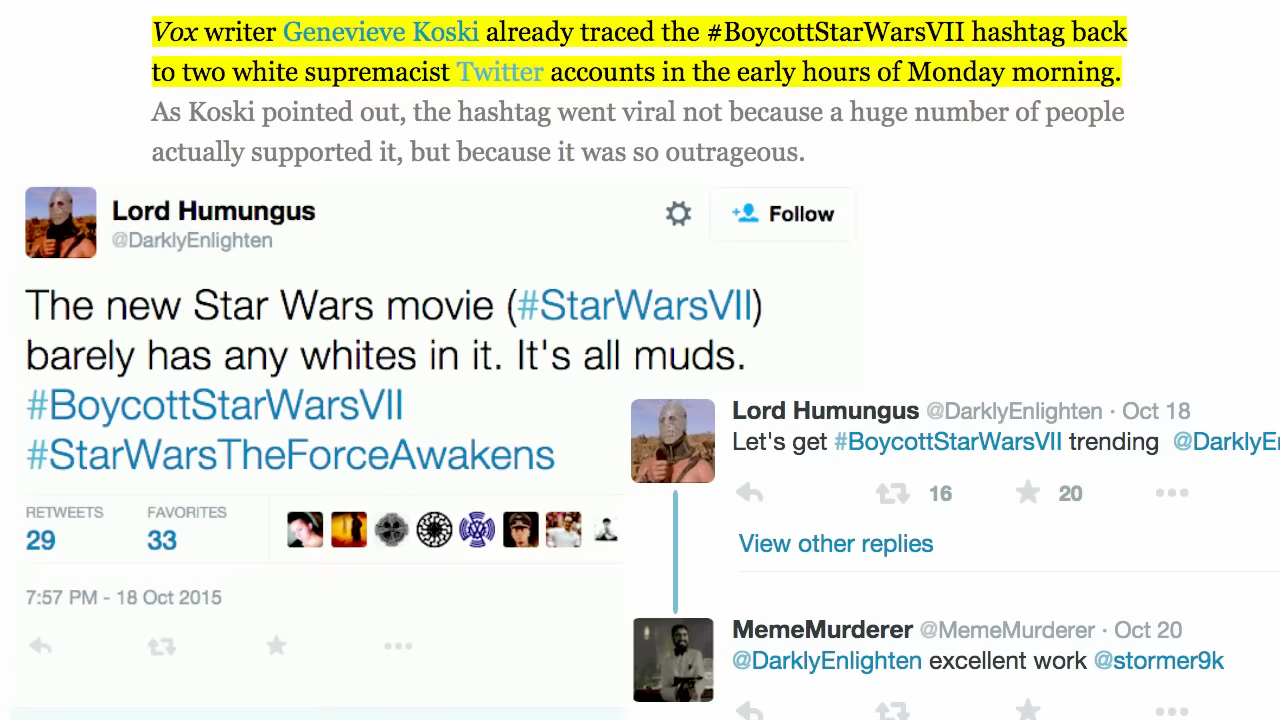 Vox writer Genevieve Koski already traced the #BoycottStarWarsVII hashtag back
to two white supremacist Twitter accounts in the early hours of Monday morning.
As Koski pointed out, the hashtag went viral not because a huge number of people
actually supported it, but because it was so outrageous.
Lord Humungus
@DarklyEnlighten
Follow
The new Star Wars movie (#StarWarsVII)
barely has any whites in it. It's all muds.
#BoycottStarWarsVII
#StarWarsTheForceAwakens
RETWEETS FAVORITES
29 33
7:57 PM - 18 Oct 2015
Lord Humungus @DarklyEnlighten · Oct 18
Let's get #BoycottStarWarsVII trending @DarklyE
16 20
View other replies
MemeMurderer @MemeMurderer · Oct 20
@DarklyEnlighten excellent work @stormer9k